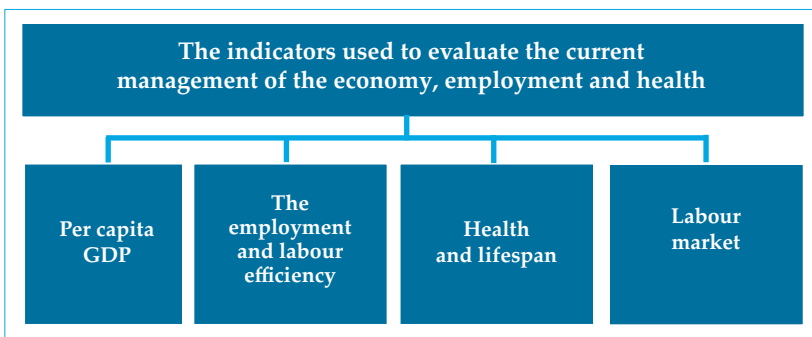 The indicators used to evaluate the current
management of the economy, employment and health
Per capita
GDP
The
employment
and labour
efficiency
Health
and lifespan
Labour
market